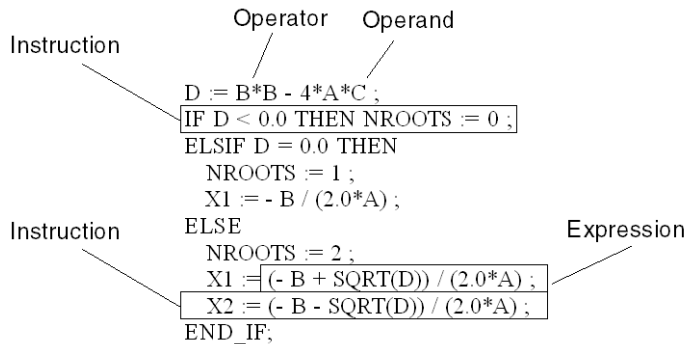 Operator Operand
Instruction
D := B*B - 4*A*C ;
IF D < 0.0 THEN NROOTS := 0 ;
ELSIF D = 0.0 THEN
NROOTS := 1 ;
X1 := - B / (2.0*A) ;
ELSE
Instruction Expression
NROOTS := 2 ;
X1 := (- B + SQRT(D)) / (2.0*A) ;
X2 := (- B - SQRT(D)) / (2.0*A) ;
END_IF;